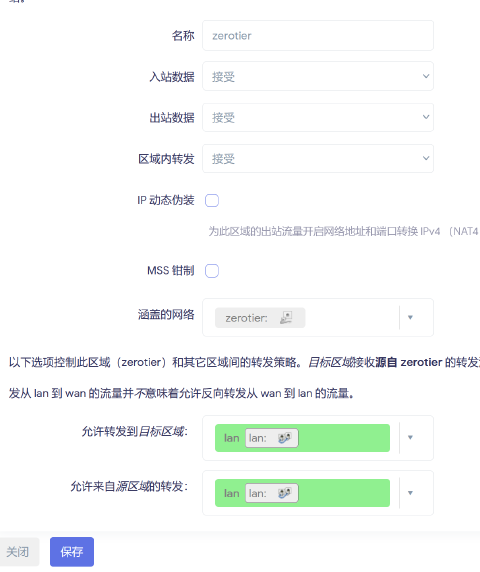 名称
zerotier
入站数据
接受
出站数据
接受
区域内转发
接受
IP 动态伪装
为此区域的出站流量开启网络地址和端口转换 IPv4 （NAT4
MSS 钳制
涵盖的网络
zerotier:
以下选项控制此区域（zerotier）和其它区域间的转发策略。目标区域接收源自 zerotier 的转发
发从 lan 到 wan 的流量并不意味着允许反向转发从 wan 到 lan 的流量。
允许转发到目标区域：
lan lan:
允许来自源区域的转发：
lan lan:
关闭
保存